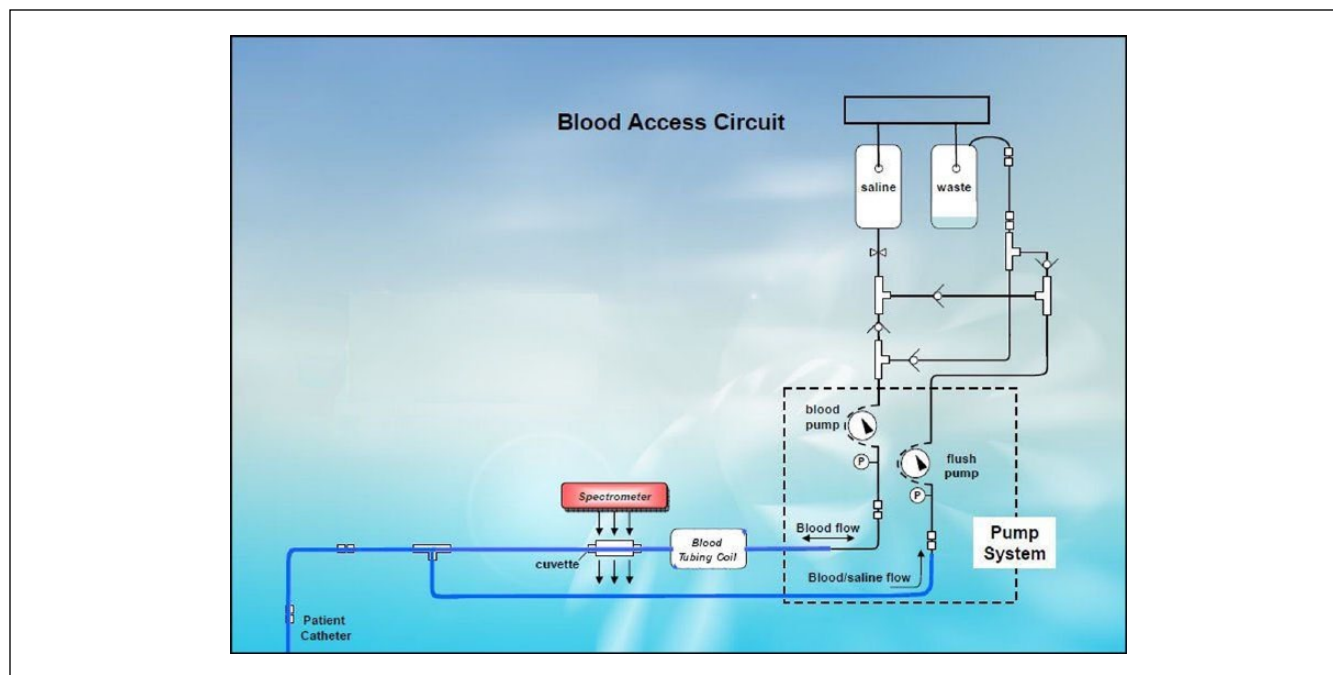 Blood Access Circuit
saline
waste
blood
pump
P
flush
pump
P
Spectrometer
Blood flow
Pump
System
Blood
Tubing Coil
cuvette
Blood/saline flow
Patient
Catheter